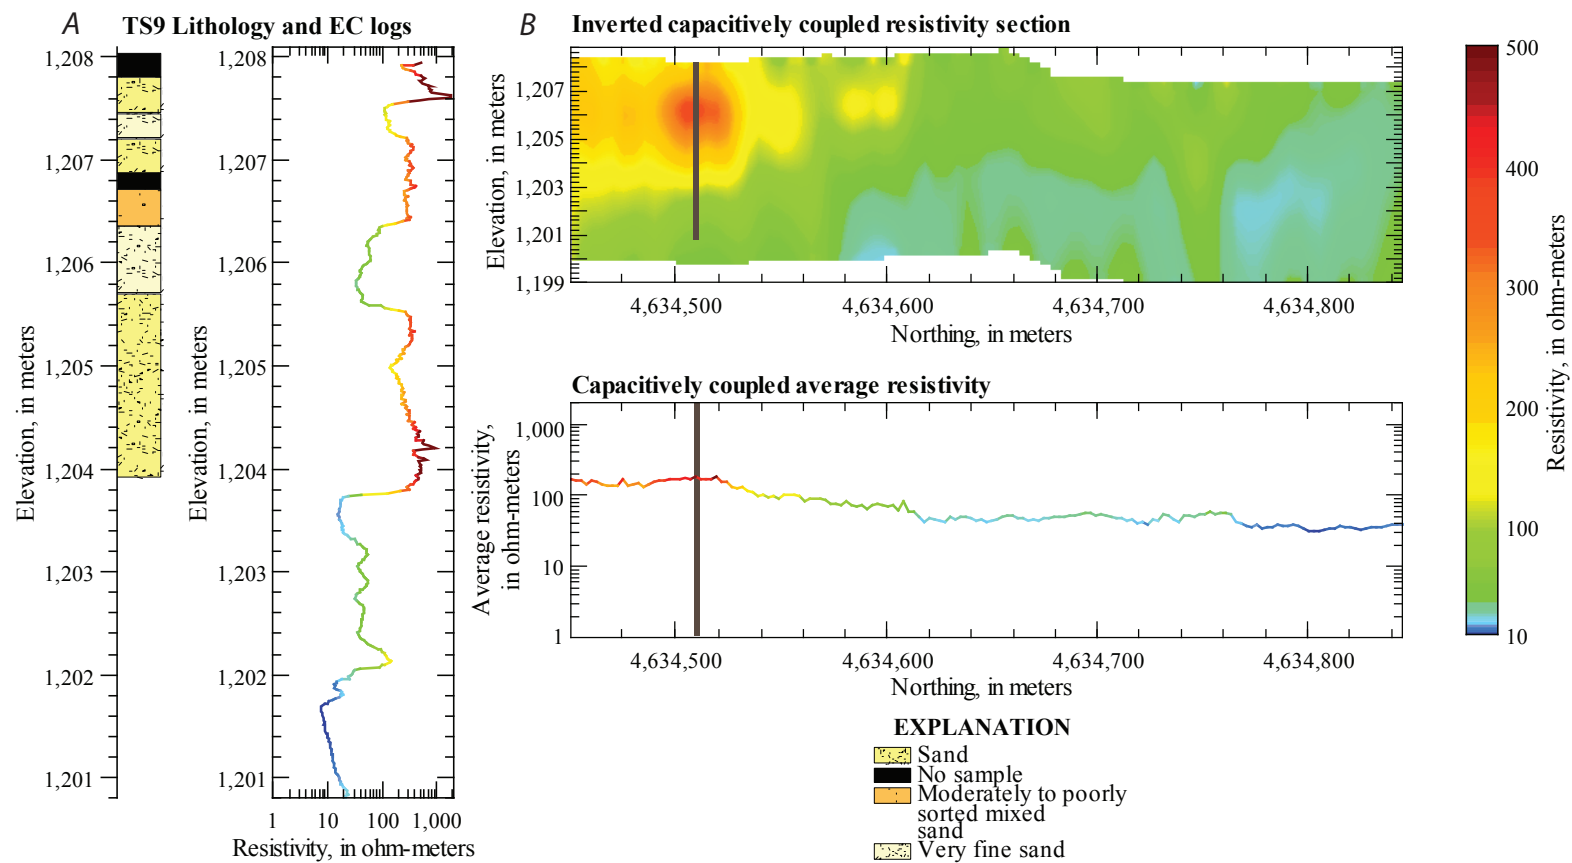 A
TS9 Lithology and EC logs
1,208
1,207
1,206
1,205
1,204
1,203
1,202
1,201
Elevation, in meters
1,208
1,207
1,206
1,205
1,204
1,203
1,202
1,201
Elevation, in meters
1 10 100 1,000
Resistivity, in ohm-meters
B
Inverted capacitively coupled resistivity section
1,207
1,205
1,203
1,201
1,199
Elevation, in meters
4,634,500 4,634,600 4,634,700 4,634,800
Northing, in meters
Capacitively coupled average resistivity
1,000
100
10
1
Average resistivity,
in ohm-meters
4,634,500 4,634,600 4,634,700 4,634,800
Northing, in meters
500
400
300
200
100
10
Resistivity, in ohm-meters
EXPLANATION
Sand
No sample
Moderately to poorly
sorted mixed
sand
Very fine sand